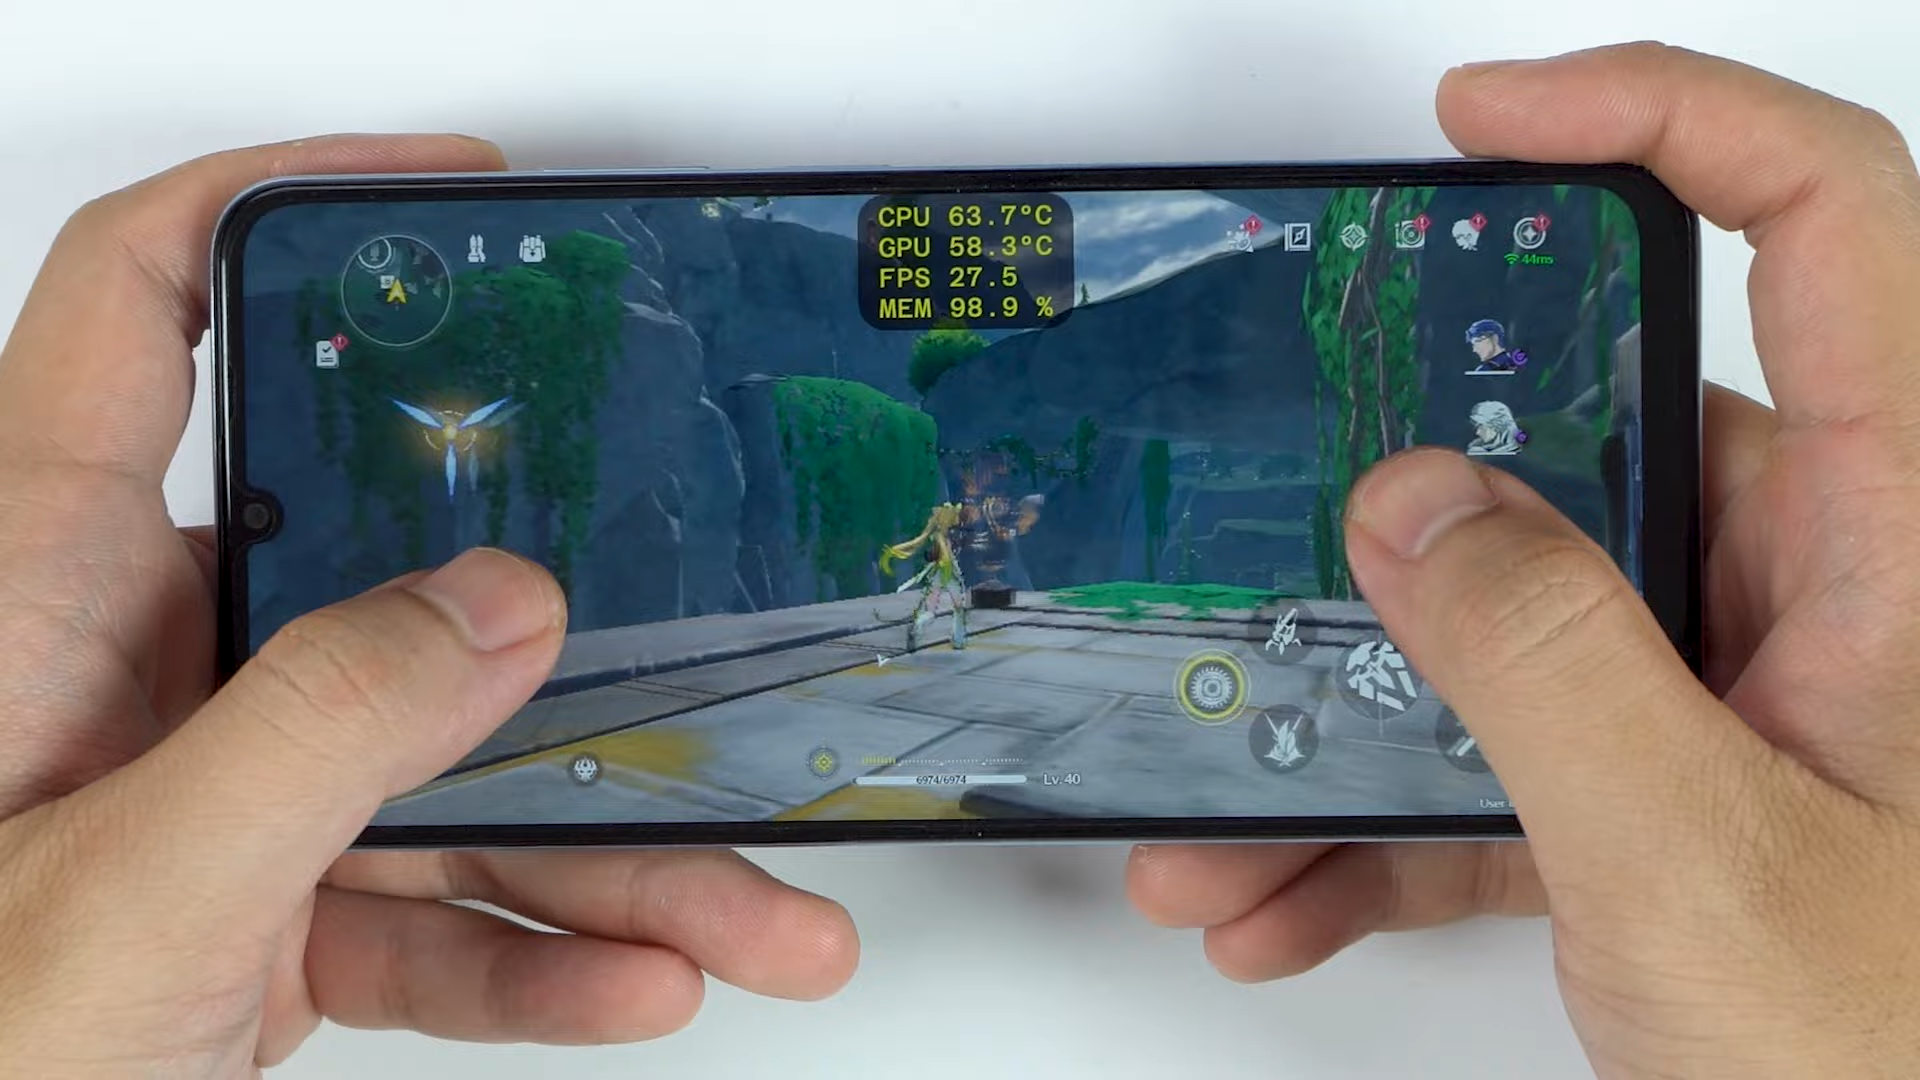 CPU 63.7°C
GPU 58.3°C
FPS 27.5
MEM 98.9 %
44ms
6974/6974
Lv.40
User